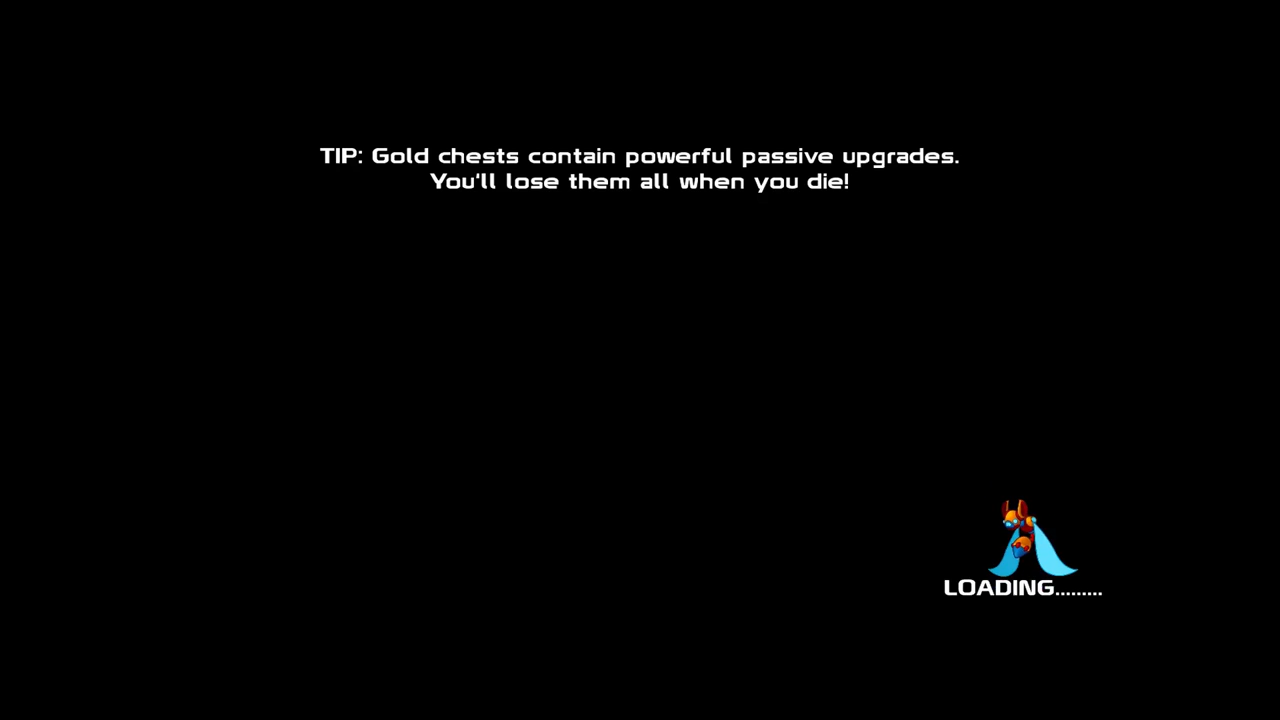 TIP: Gold chests contain powerful passive upgrades.
You'll lose them all when you die!
LOADING.........